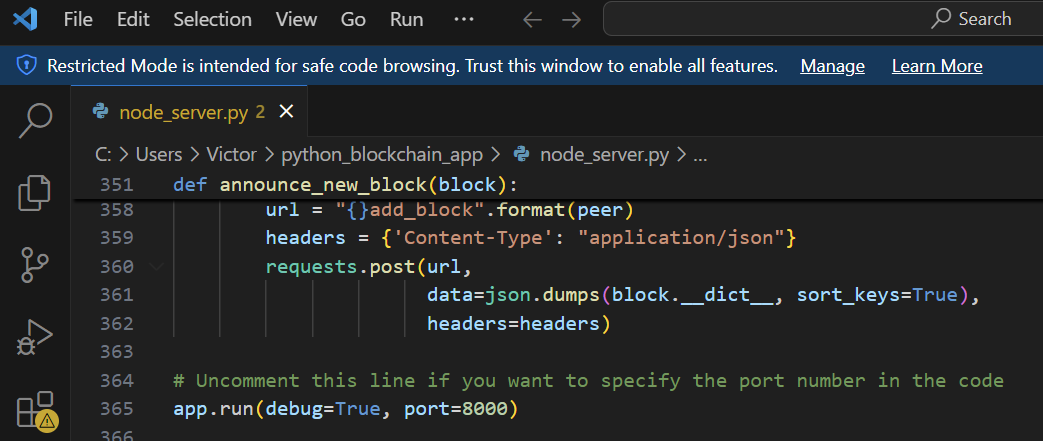 File Edit Selection View Go Run ··· Search
Restricted Mode is intended for safe code browsing. Trust this window to enable all features. Manage Learn More
node_server.py 2
C: > Users > Victor > python_blockchain_app > node_server.py > ...
351 def announce_new_block(block):
358 url = "{}add_block".format(peer)
359 headers = {'Content-Type': "application/json"}
360 requests.post(url,
361 data=json.dumps(block.__dict__, sort_keys=True),
362 headers=headers)
363
364 # Uncomment this line if you want to specify the port number in the code
365 app.run(debug=True, port=8000)
366